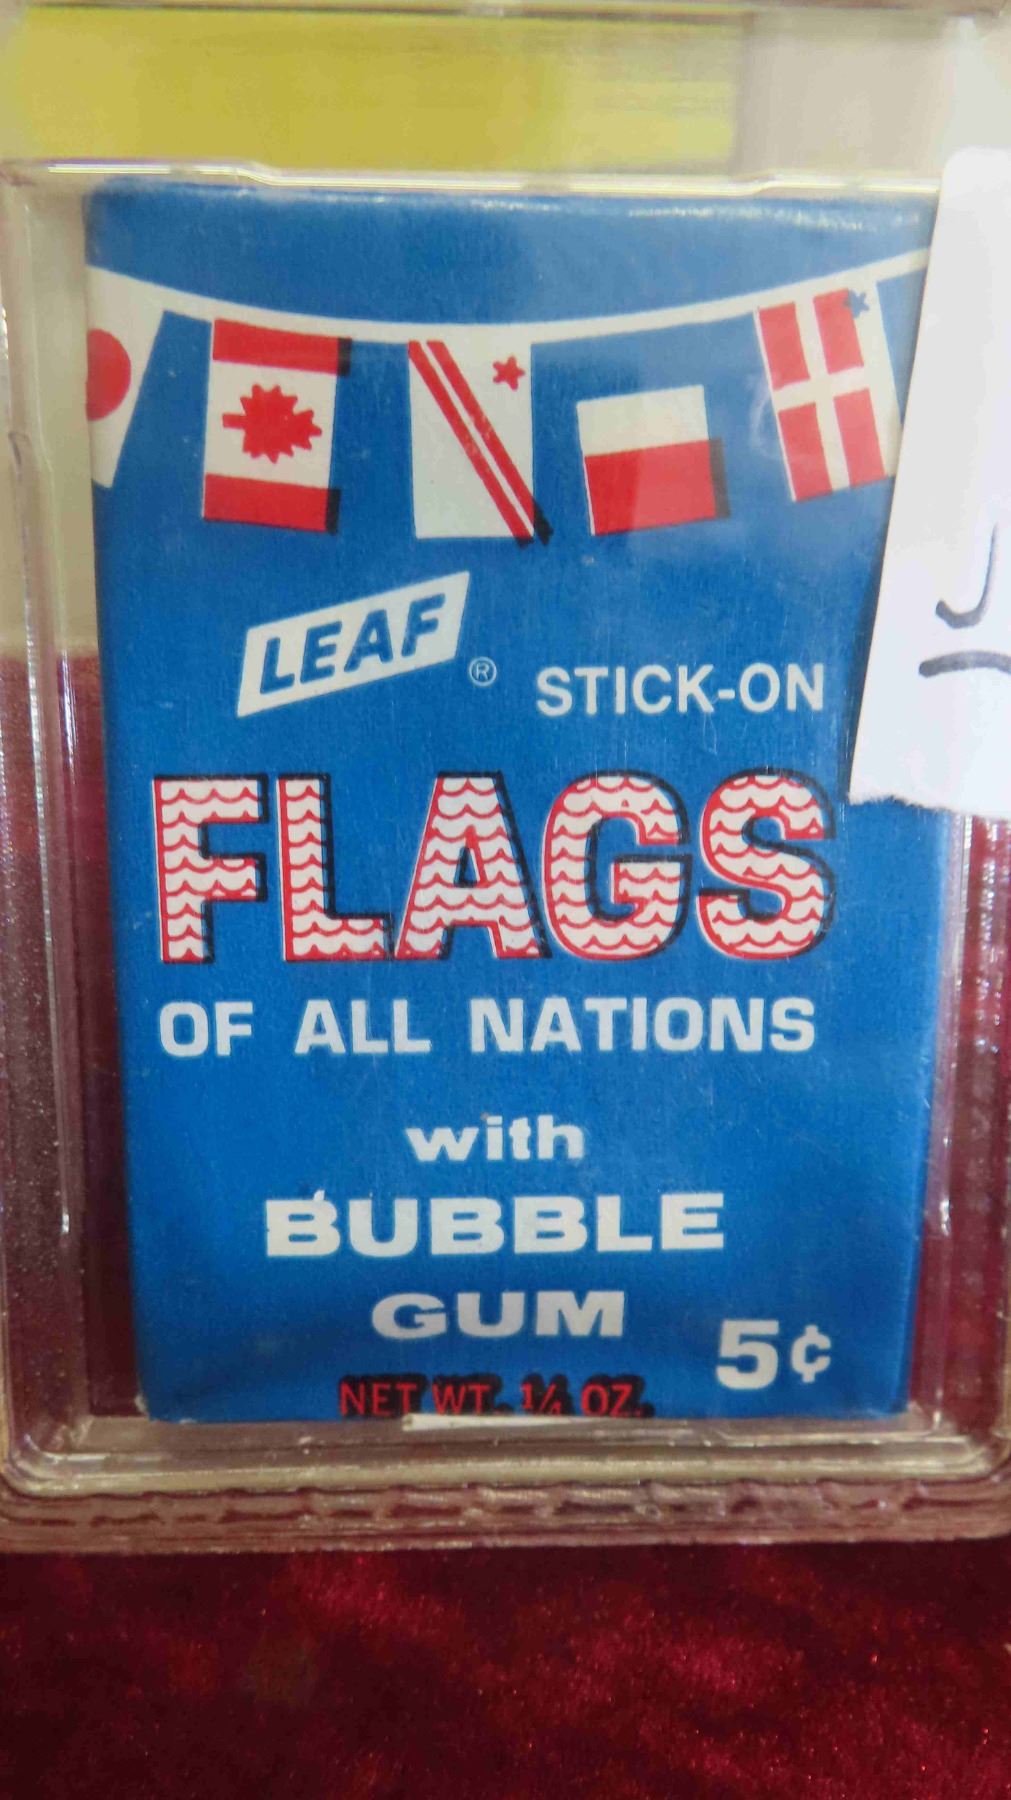 LEAF ®
STICK-ON
FLAGS
OF ALL NATIONS
with
BUBBLE
GUM
5¢
NET WT. 1/4 OZ.